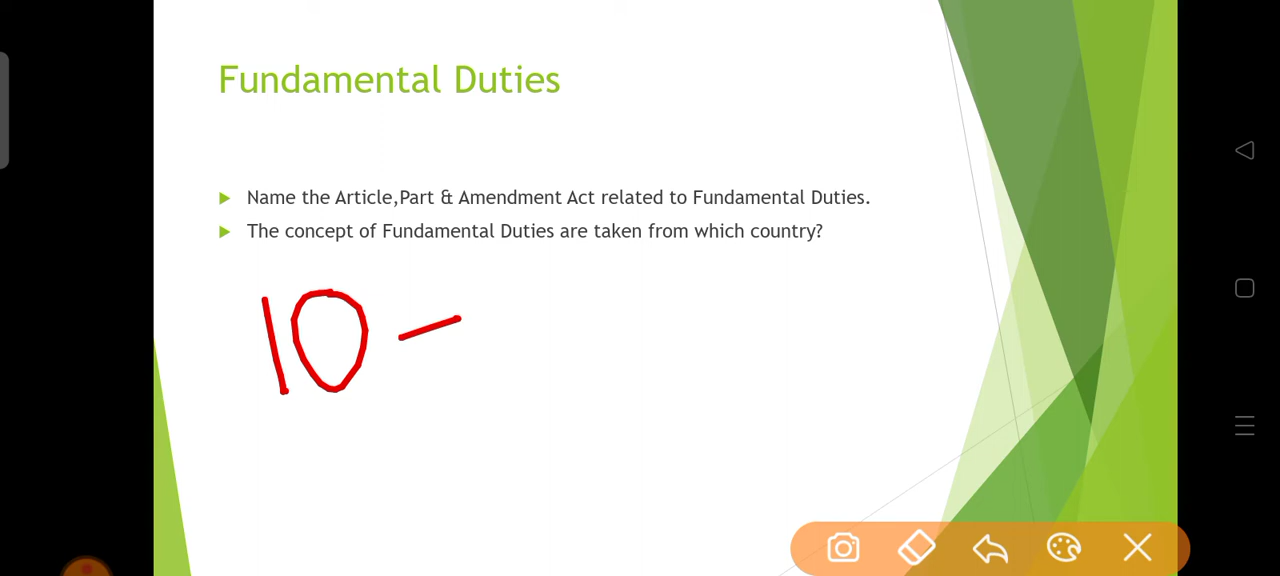 Fundamental Duties
Name the Article,Part & Amendment Act related to Fundamental Duties.
The concept of Fundamental Duties are taken from which country?
10 –